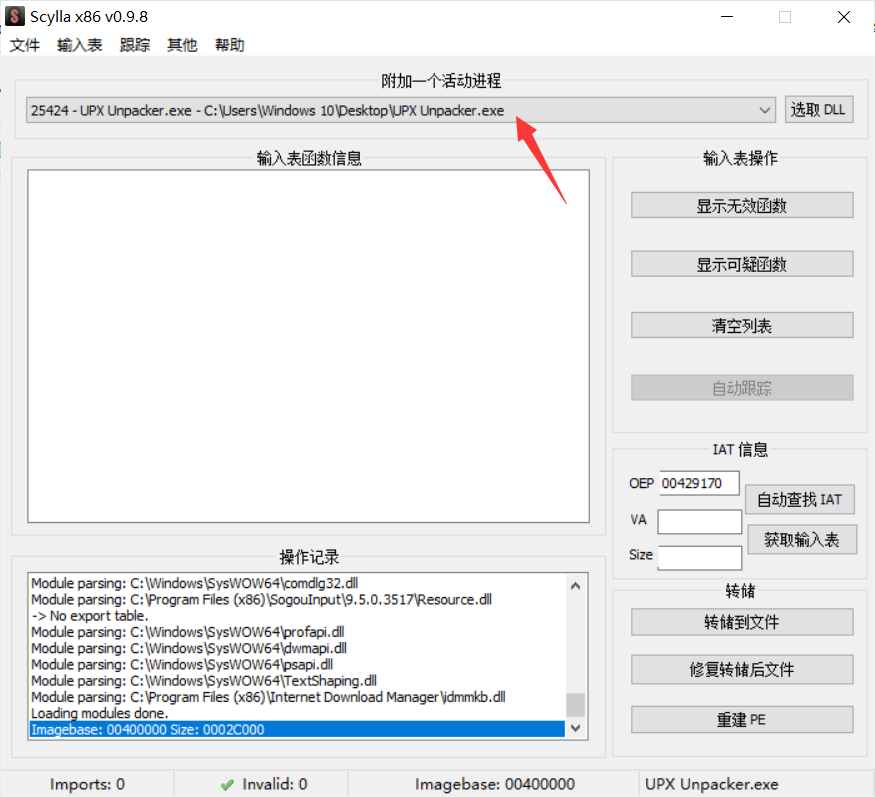 Scylla x86 v0.9.8
文件 输入表 跟踪 其他 帮助
附加一个活动进程
25424 - UPX Unpacker.exe - C:\Users\Windows 10\Desktop\UPX Unpacker.exe
选取 DLL
输入表函数信息
输入表操作
显示无效函数
显示可疑函数
清空列表
自动跟踪
IAT 信息
OEP 00429170
VA
Size
自动查找 IAT
获取输入表
操作记录
Module parsing: C:\Windows\SysWOW64\comdlg32.dll
Module parsing: C:\Program Files (x86)\SogouInput\9.5.0.3517\Resource.dll
-> No export table.
Module parsing: C:\Windows\SysWOW64\profapi.dll
Module parsing: C:\Windows\SysWOW64\dwmapi.dll
Module parsing: C:\Windows\SysWOW64\psapi.dll
Module parsing: C:\Windows\SysWOW64\TextShaping.dll
Module parsing: C:\Program Files (x86)\Internet Download Manager\idmmkb.dll
Loading modules done.
Imagebase: 00400000 Size: 0002C000
转储
转储到文件
修复转储后文件
重建 PE
Imports: 0
Invalid: 0
Imagebase: 00400000
UPX Unpacker.exe